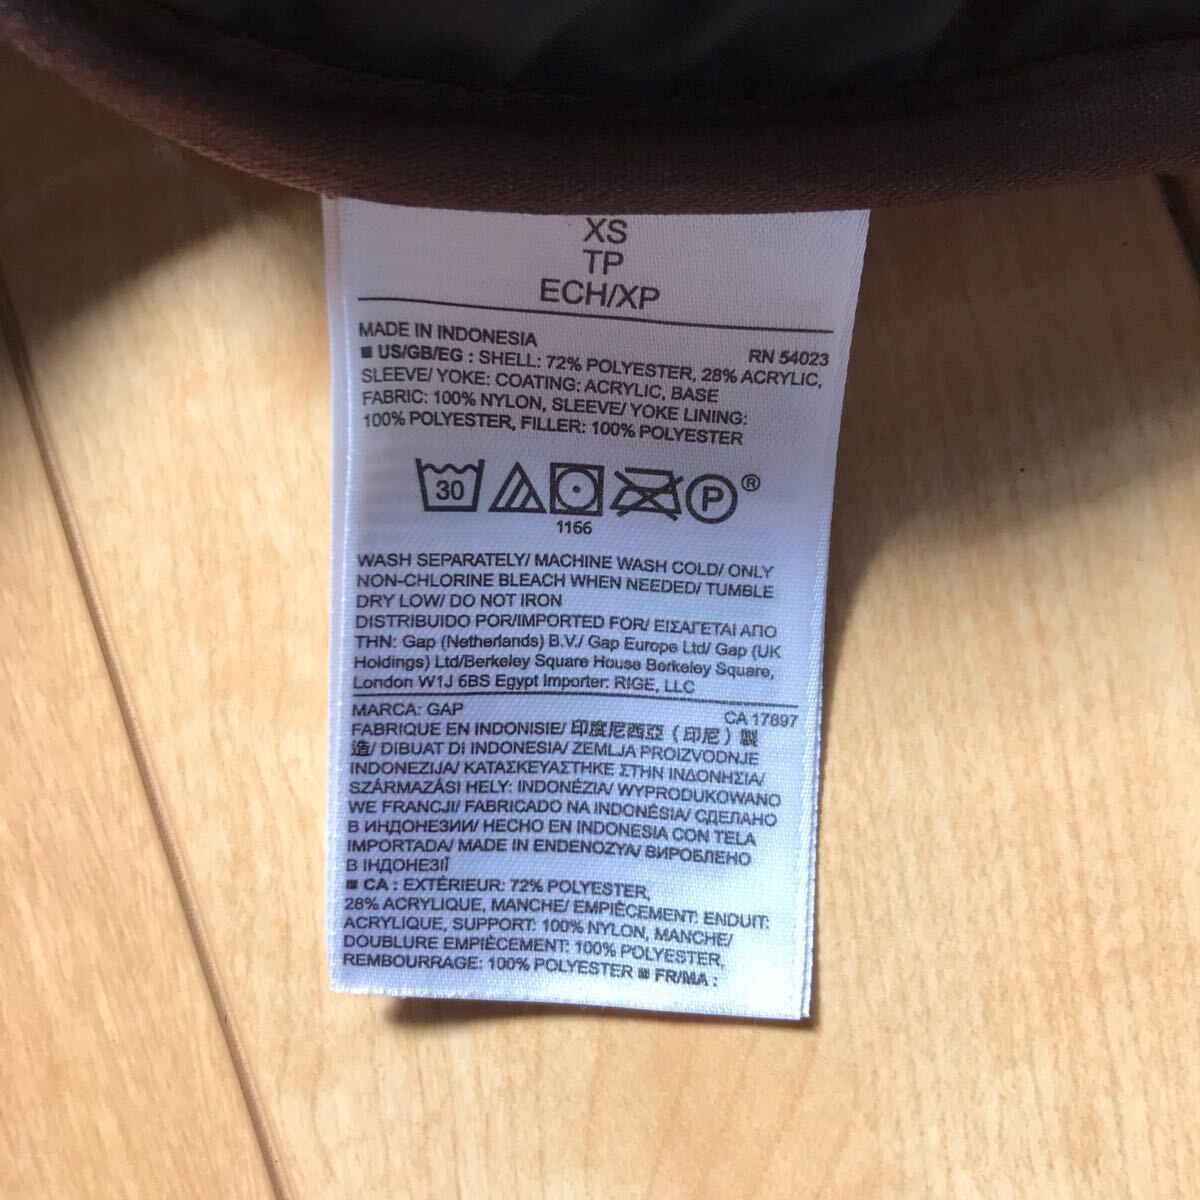 XS
TP
ECH/XP
MADE IN INDONESIA
RN 54023
■ US/GB/EG : SHELL: 72% POLYESTER, 28% ACRYLIC,
SLEEVE/ YOKE: COATING: ACRYLIC, BASE
FABRIC: 100% NYLON, SLEEVE/ YOKE LINING:
100% POLYESTER, FILLER: 100% POLYESTER
30
P®
1166
WASH SEPARATELY/ MACHINE WASH COLD/ ONLY
NON-CHLORINE BLEACH WHEN NEEDED/ TUMBLE
DRY LOW/ DO NOT IRON
DISTRIBUIDO POR/IMPORTED FOR/ ΕΙΣΑΓΕΤΑΙ ΑΠΟ
ΤΗΝ: Gap (Netherlands) B.V./ Gap Europe Ltd/ Gap (UK
Holdings) Ltd/Berkeley Square House Berkeley Square,
London W1J 6BS Egypt Importer: RIGE, LLC
MARCA: GAP
CA 17897
FABRIQUE EN INDONISIE/ 印度尼西亞 ( 印尼 ) 製
造/ DIBUAT DI INDONESIA/ ZEMLJA PROIZVODNJE
INDONEZIJA/ ΚΑΤΑΣΚΕΥΑΣΤΗΚΕ ΣΤΗΝ ΙΝΔΟΝΗΣΙΑ/
SZÁRMAZÁSI HELY: INDONÉZIA/ WYPRODUKOWANO
WE FRANCJI/ FABRICADO NA INDONÉSIA/ СДЕЛАНО
В ИНДОНЕЗИИ/ HECHO EN INDONESIA CON TELA
IMPORTADA/ MADE IN ENDENOZYA/ ВИРОБЛЕНО
В ІНДОНЕЗІЇ
■ CA : EXTÉRIEUR: 72% POLYESTER,
28% ACRYLIQUE, MANCHE/ EMPIÈCEMENT: ENDUIT:
ACRYLIQUE, SUPPORT: 100% NYLON, MANCHE/
DOUBLURE EMPIÈCEMENT: 100% POLYESTER,
REMBOURRAGE: 100% POLYESTER ■ FR/MA :